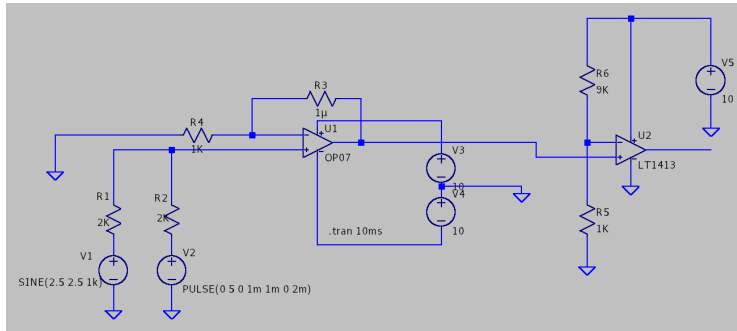 V5
10
R6
9K
R3
1µ
R4
1K
U1
OP07
U2
LT1413
V3
10
V4
10
R1
2K
R2
2K
R5
1K
.tran 10ms
V1
SINE(2.5 2.5 1k)
V2
PULSE(0 5 0 1m 1m 0 2m)